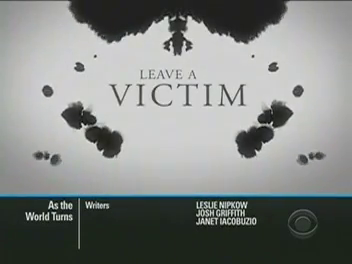 LEAVE A
VICTIM
As the
World Turns
Writers
LESLIE NIPKOW
JOSH GRIFFITH
JANET IACOBUZIO